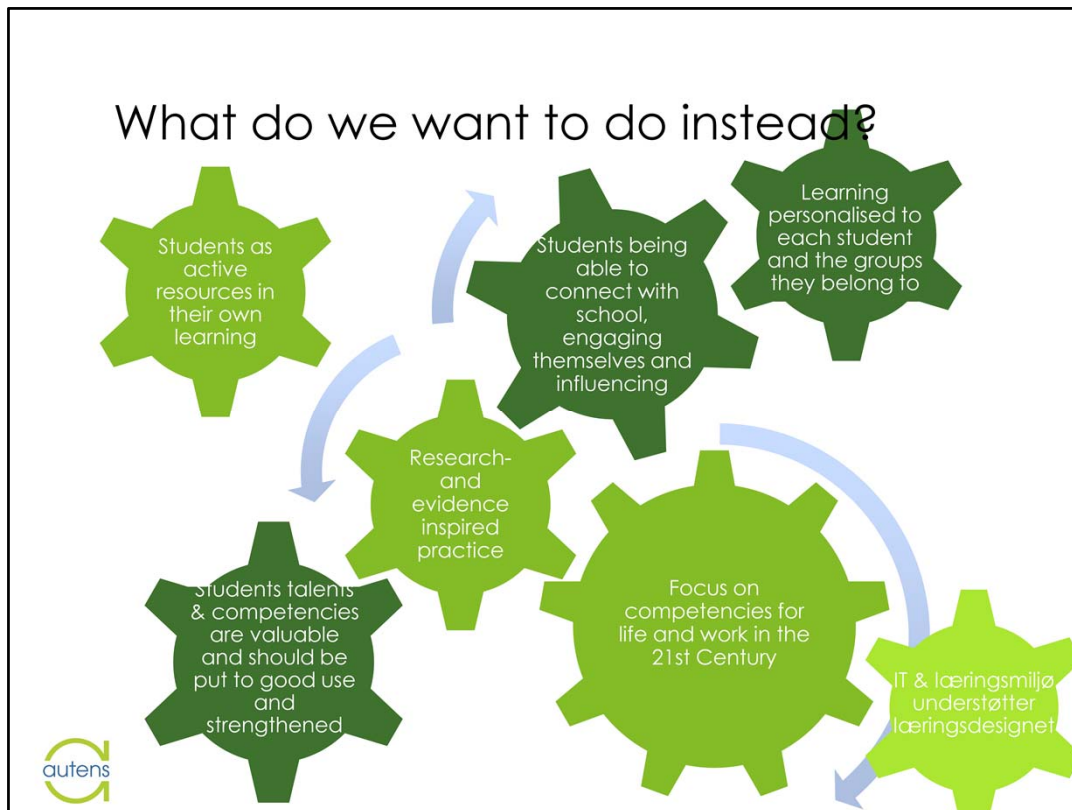 What do we want to do instead?
Students as
active
resources in
their own
learning
Students being
able to
connect with
school,
engaging
themselves and
influencing
Learning
personalised to
each student
and the groups
they belong to
Research-
and
evidence
inspired
practice
Students talents
& competencies
are valuable
and should be
put to good use
and
strengthened
Focus on
competencies for
life and work in the
21st Century
IT & læringsmiljø
understøtter
læringsdesignet
autens